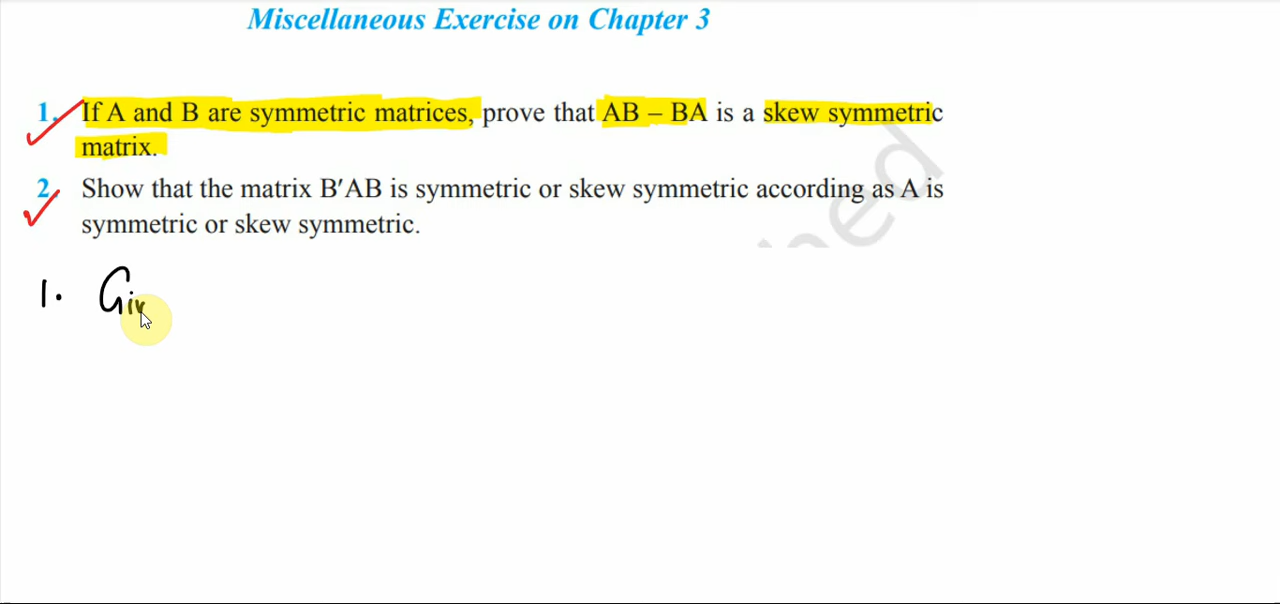 Miscellaneous Exercise on Chapter 3
1. If A and B are symmetric matrices, prove that AB – BA is a skew symmetric
matrix.
2. Show that the matrix B′AB is symmetric or skew symmetric according as A is
symmetric or skew symmetric.
1. Giv